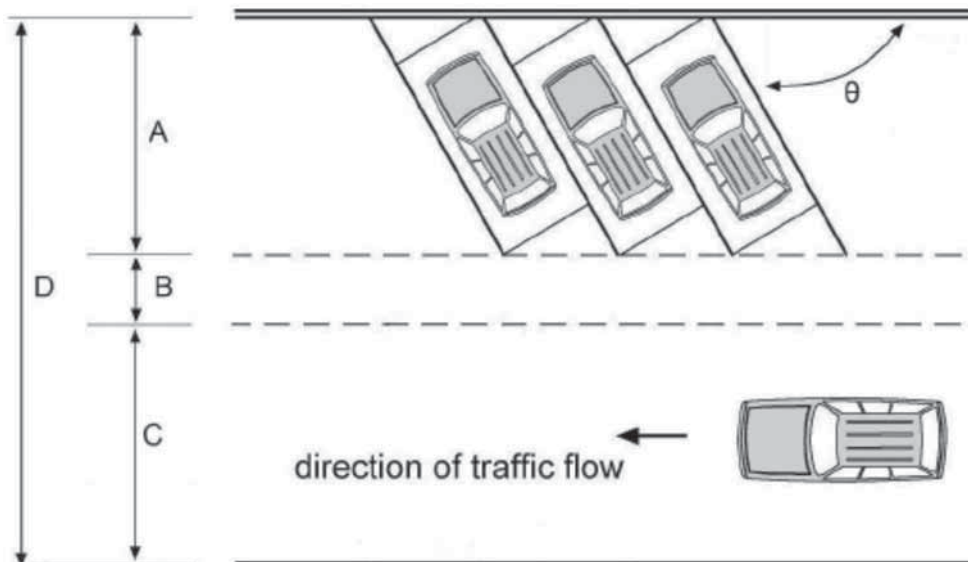 θ
A
D
B
C
direction of traffic flow